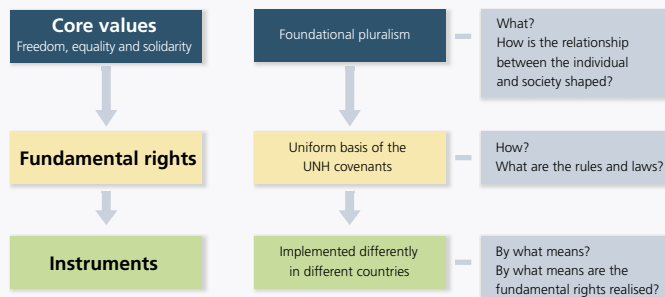 Core values
Freedom, equality and solidarity
Foundational pluralism
What?
How is the relationship
between the individual
and society shaped?
Fundamental rights
Uniform basis of the
UNH covenants
How?
What are the rules and laws?
Instruments
Implemented differently
in different countries
By what means?
By what means are the
fundamental rights realised?